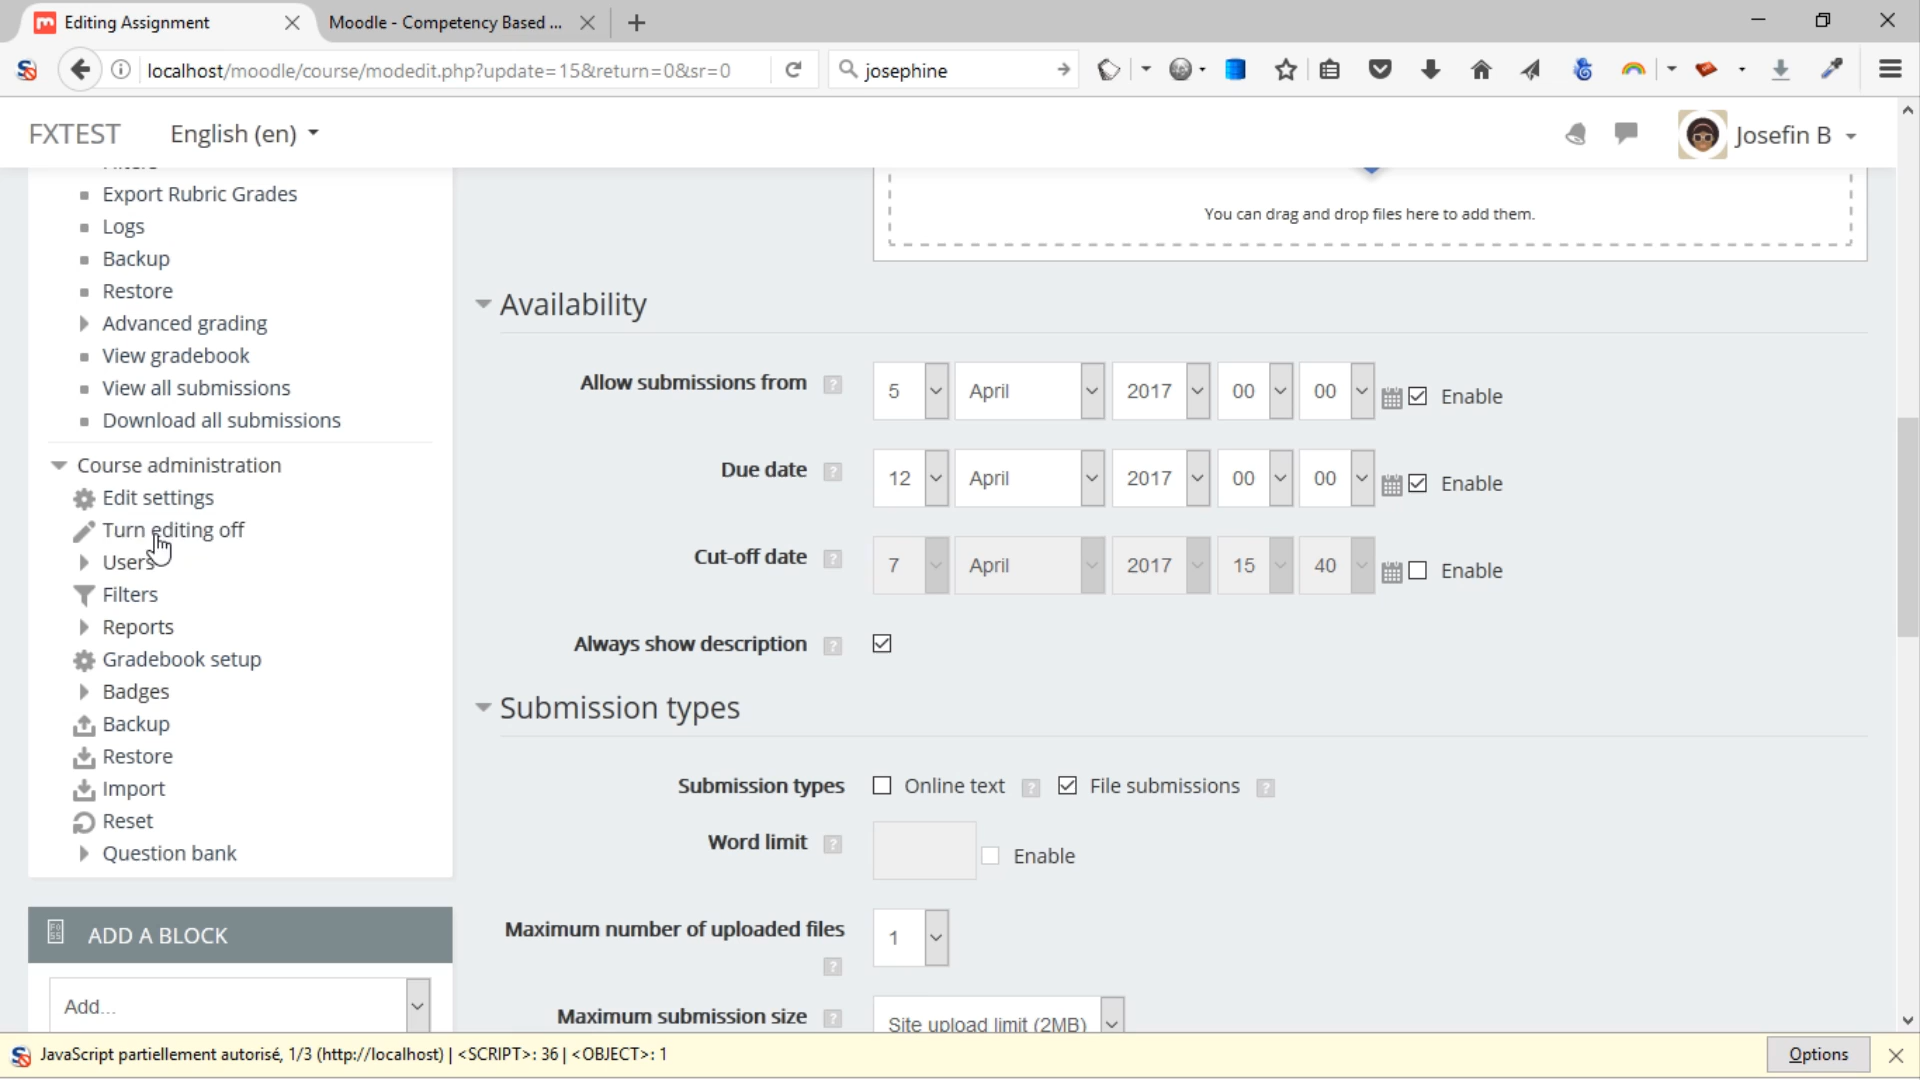 Editing Assignment
Moodle - Competency Based ...
localhost/moodle/course/modedit.php?update=15&return=0&sr=0
josephine
FXTEST
English (en)
Josefin B
Filters
Export Rubric Grades
Logs
Backup
Restore
Advanced grading
View gradebook
View all submissions
Download all submissions
Course administration
Edit settings
Turn editing off
Users
Filters
Reports
Gradebook setup
Badges
Backup
Restore
Import
Reset
Question bank
ADD A BLOCK
Add...
You can drag and drop files here to add them.
Availability
Allow submissions from ? 5 April 2017 00 00 Enable
Due date ? 12 April 2017 00 00 Enable
Cut-off date ? 7 April 2017 15 40 Enable
Always show description ?
Submission types
Submission types Online text ? File submissions ?
Word limit ? Enable
Maximum number of uploaded files 1
?
Maximum submission size ? Site upload limit (2MB)
JavaScript partiellement autorisé, 1/3 (http://localhost) | <SCRIPT>: 36 | <OBJECT>: 1
Options